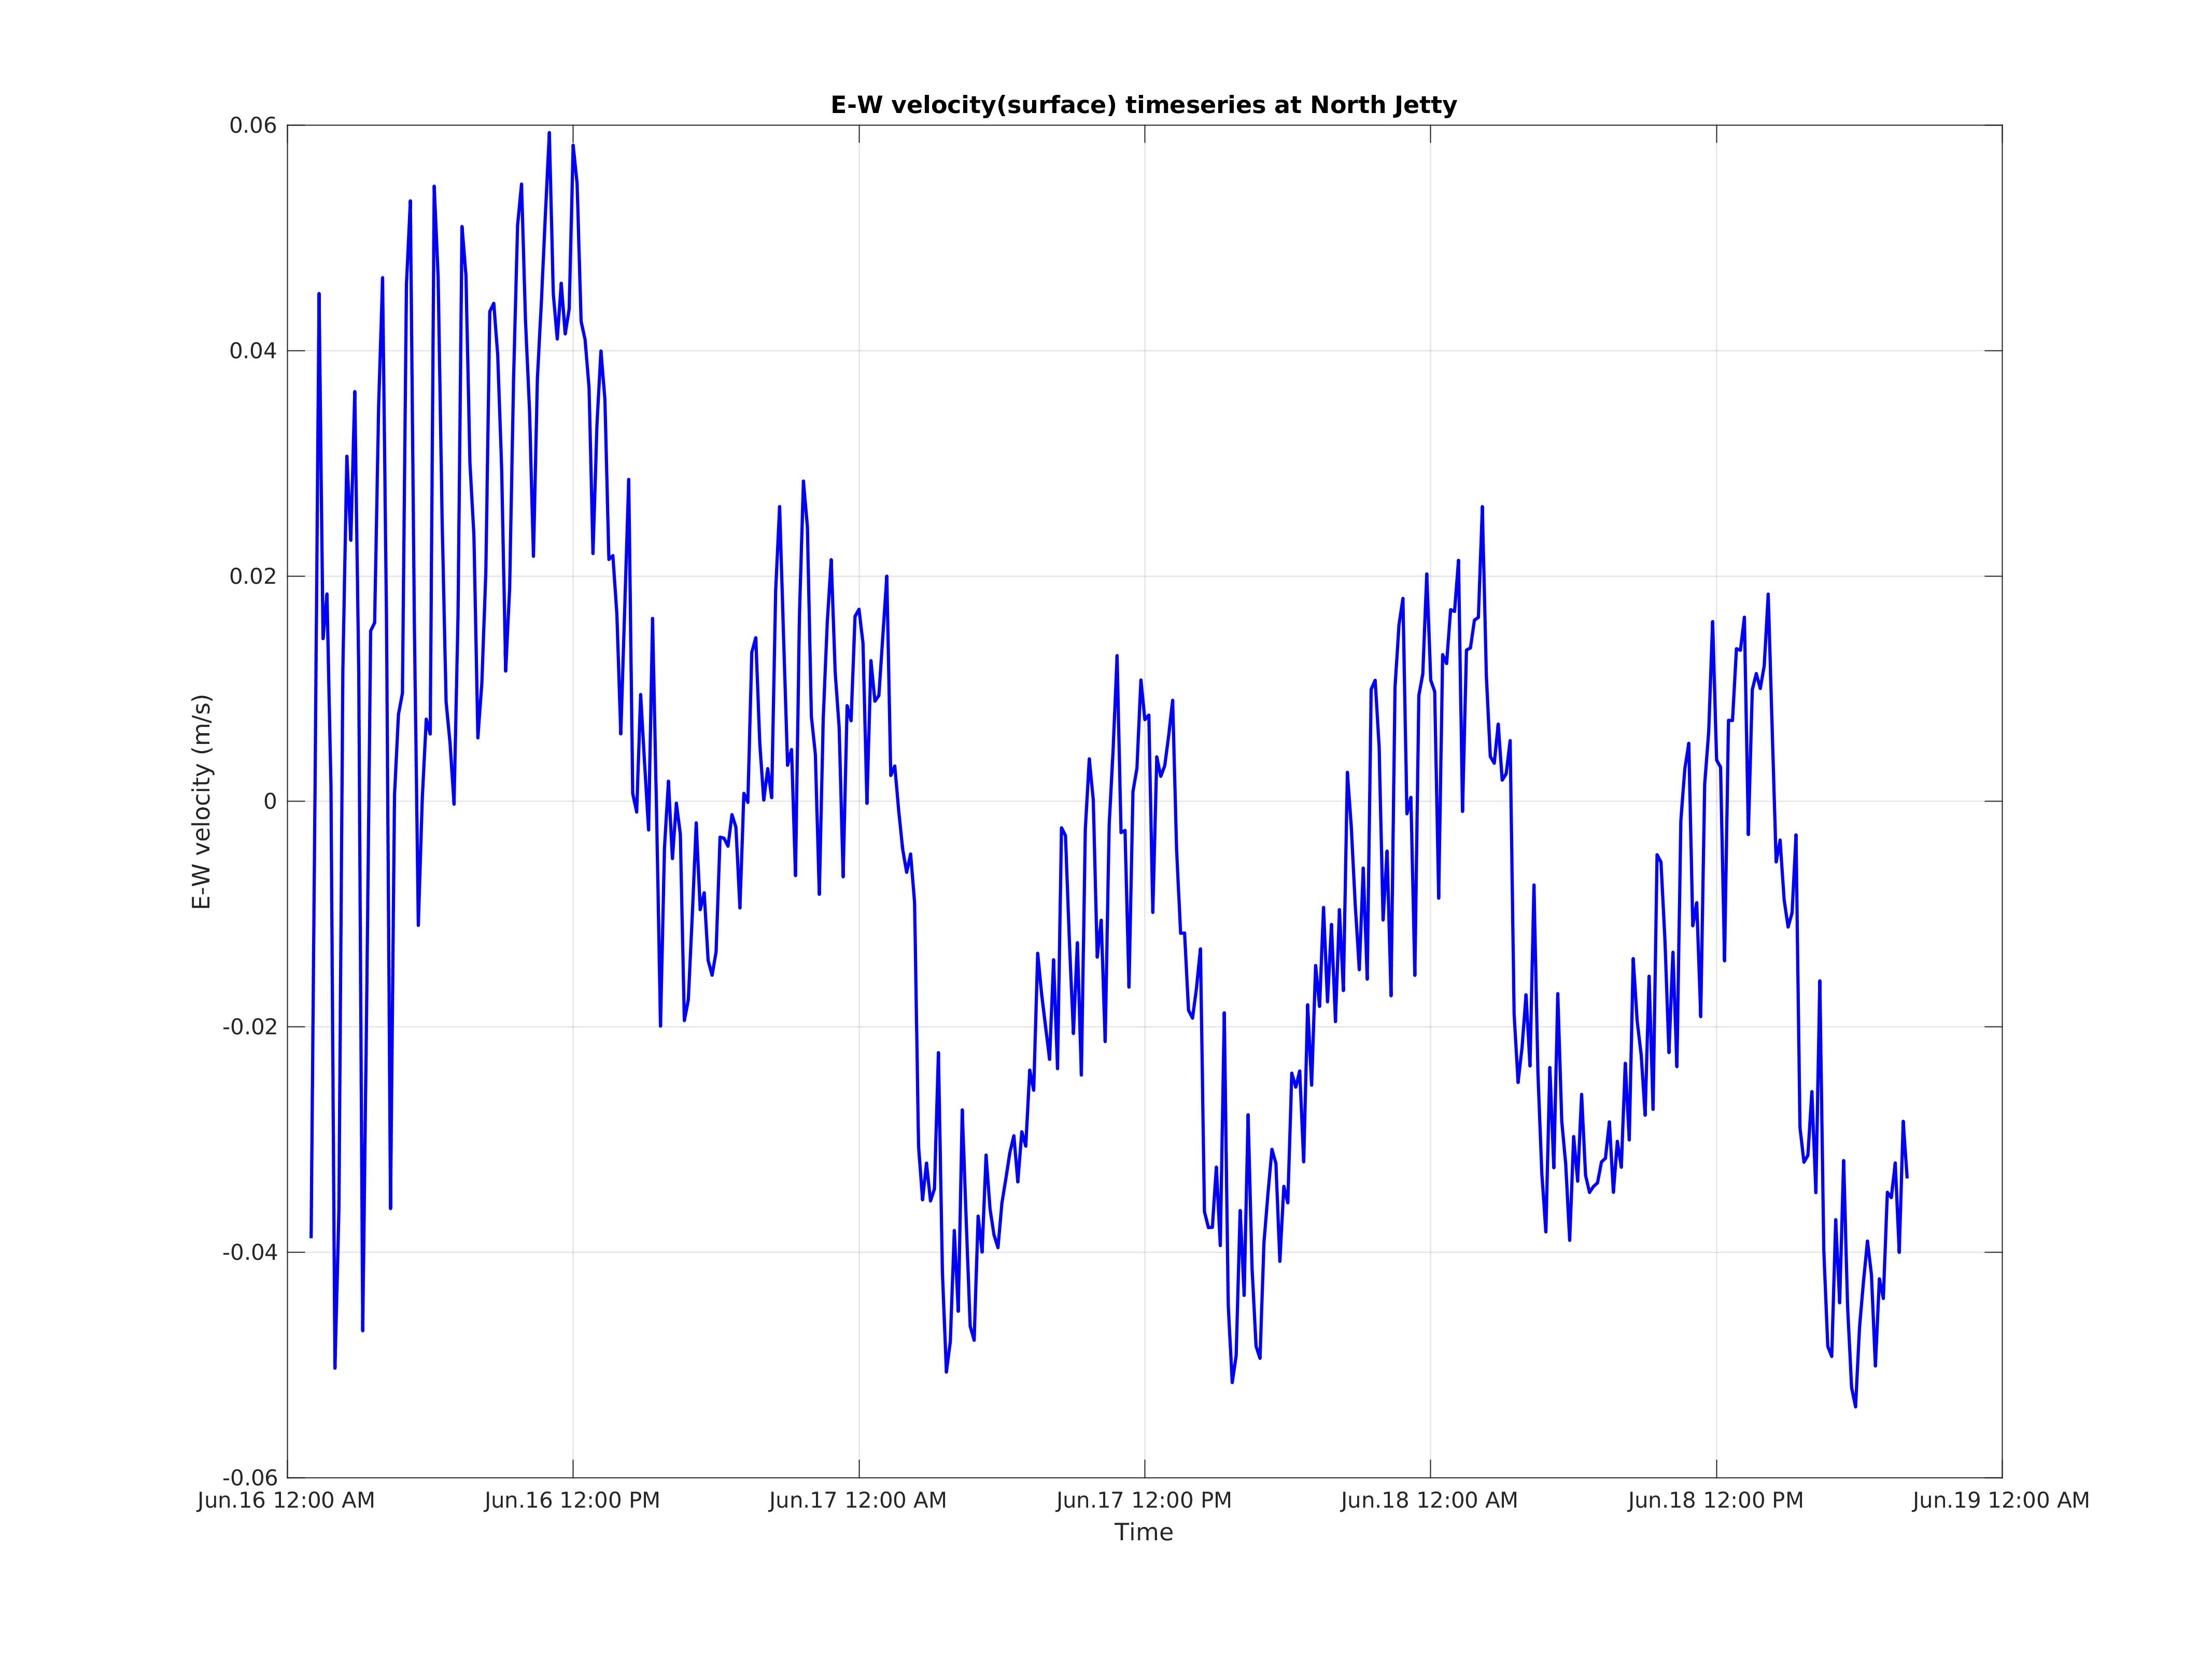 E-W velocity(surface) timeseries at North Jetty
0.06
0.04
0.02
0
-0.02
-0.04
-0.06
E-W velocity (m/s)
Jun.16 12:00 AM Jun.16 12:00 PM Jun.17 12:00 AM Jun.17 12:00 PM Jun.18 12:00 AM Jun.18 12:00 PM Jun.19 12:00 AM
Time